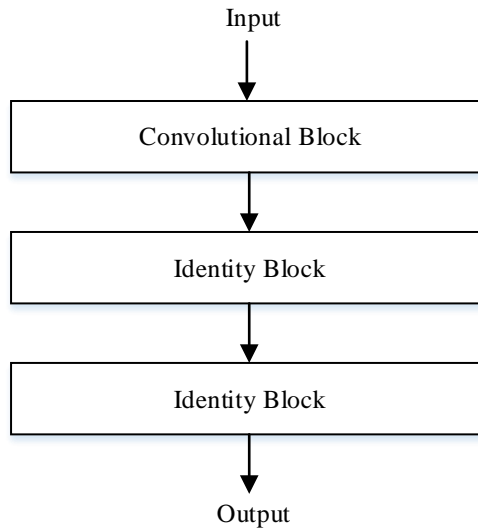 Input
Convolutional Block
Identity Block
Identity Block
Output